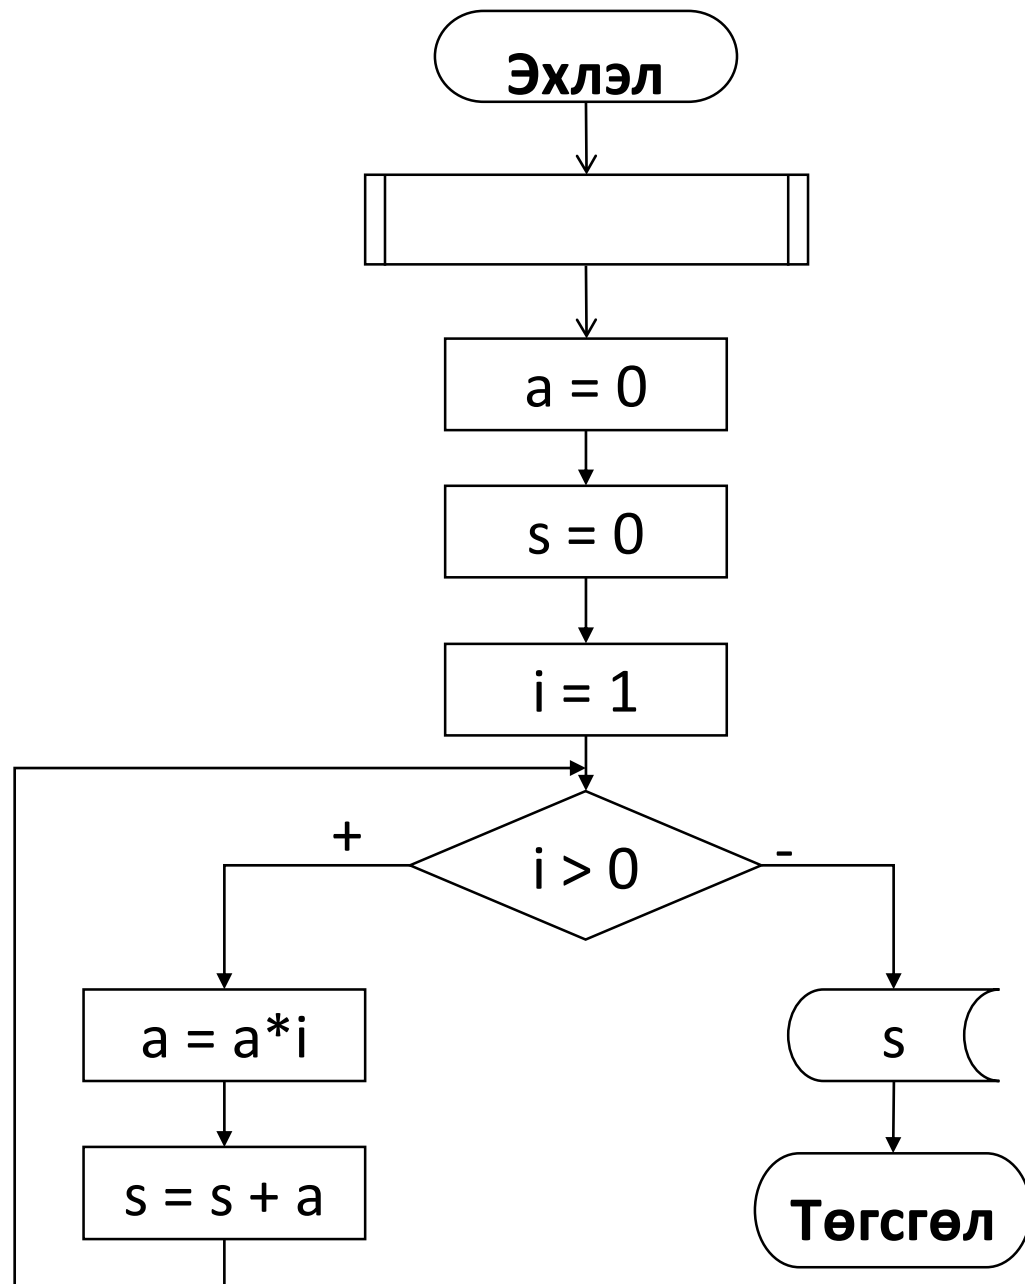 Эхлэл
a = 0
s = 0
i = 1
+
i > 0
-
a = a*i
s
s = s + a
Төгсгөл